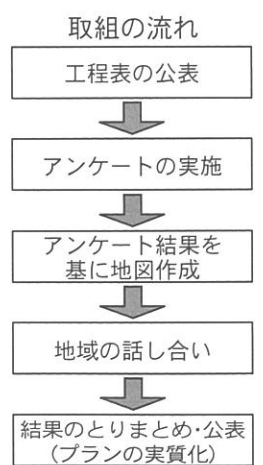 取組の流れ
工程表の公表
アンケートの実施
アンケート結果を
基に地図作成
地域の話し合い
結果のとりまとめ・公表
(プランの実質化)